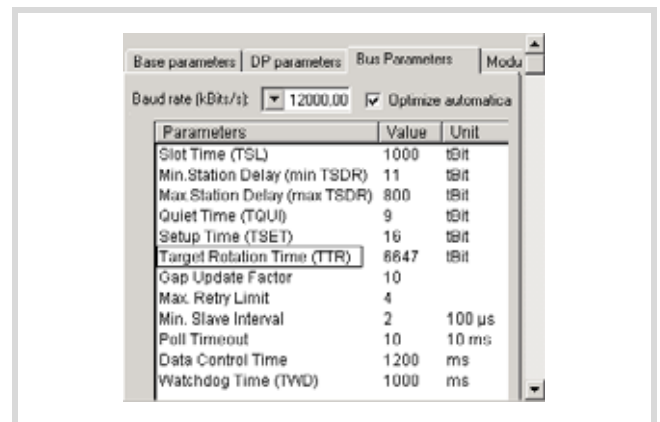 Base parameters DP parameters Bus Parameters Modu
Baud rate (kBits/s): 12000.00 Optimize automatica
Parameters Value Unit
Slot Time (TSL) 1000 tBit
Min.Station Delay (min TSDR) 11 tBit
Max.Station Delay (max TSDR) 800 tBit
Quiet Time (TQUI) 9 tBit
Setup Time (TSET) 16 tBit
Target Rotation Time (TTR) 6647 tBit
Gap Update Factor 10
Max. Retry Limit 4
Min. Slave Interval 2 100 µs
Poll Timeout 10 10 ms
Data Control Time 1200 ms
Watchdog Time (TWD) 1000 ms